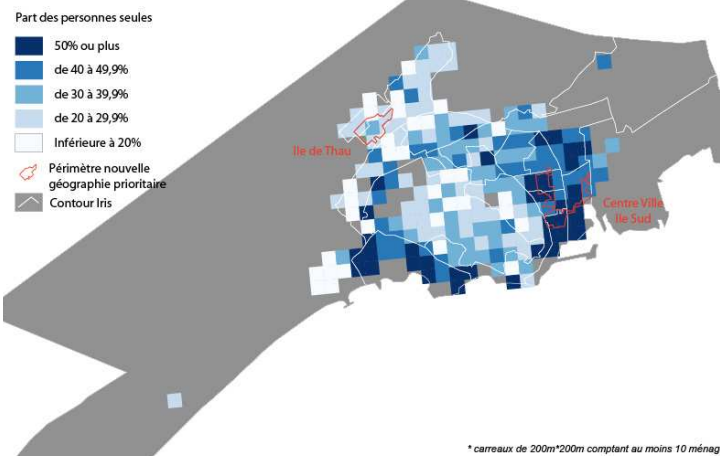 Part des personnes seules
50% ou plus
de 40 à 49,9%
de 30 à 39,9%
de 20 à 29,9%
Inférieure à 20%
Périmètre nouvelle
géographie prioritaire
Contour Iris
Ile de Thau
Centre Ville
Ile Sud
* carreaux de 200m*200m comptant au moins 10 ménag